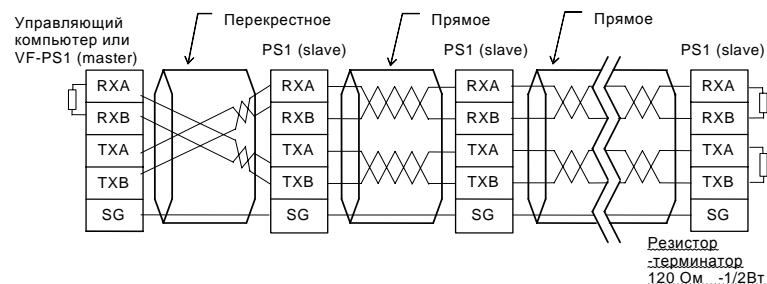 Управляющий
компьютер или
VF-PS1 (master)
Перекрестное
PS1 (slave)
Прямое
PS1 (slave)
Прямое
PS1 (slave)
RXA
RXB
TXA
TXB
SG
RXA
RXB
TXA
TXB
SG
RXA
RXB
TXA
TXB
SG
RXA
RXB
TXA
TXB
SG
Резистор
-терминатор
120 Ом -1/2Вт